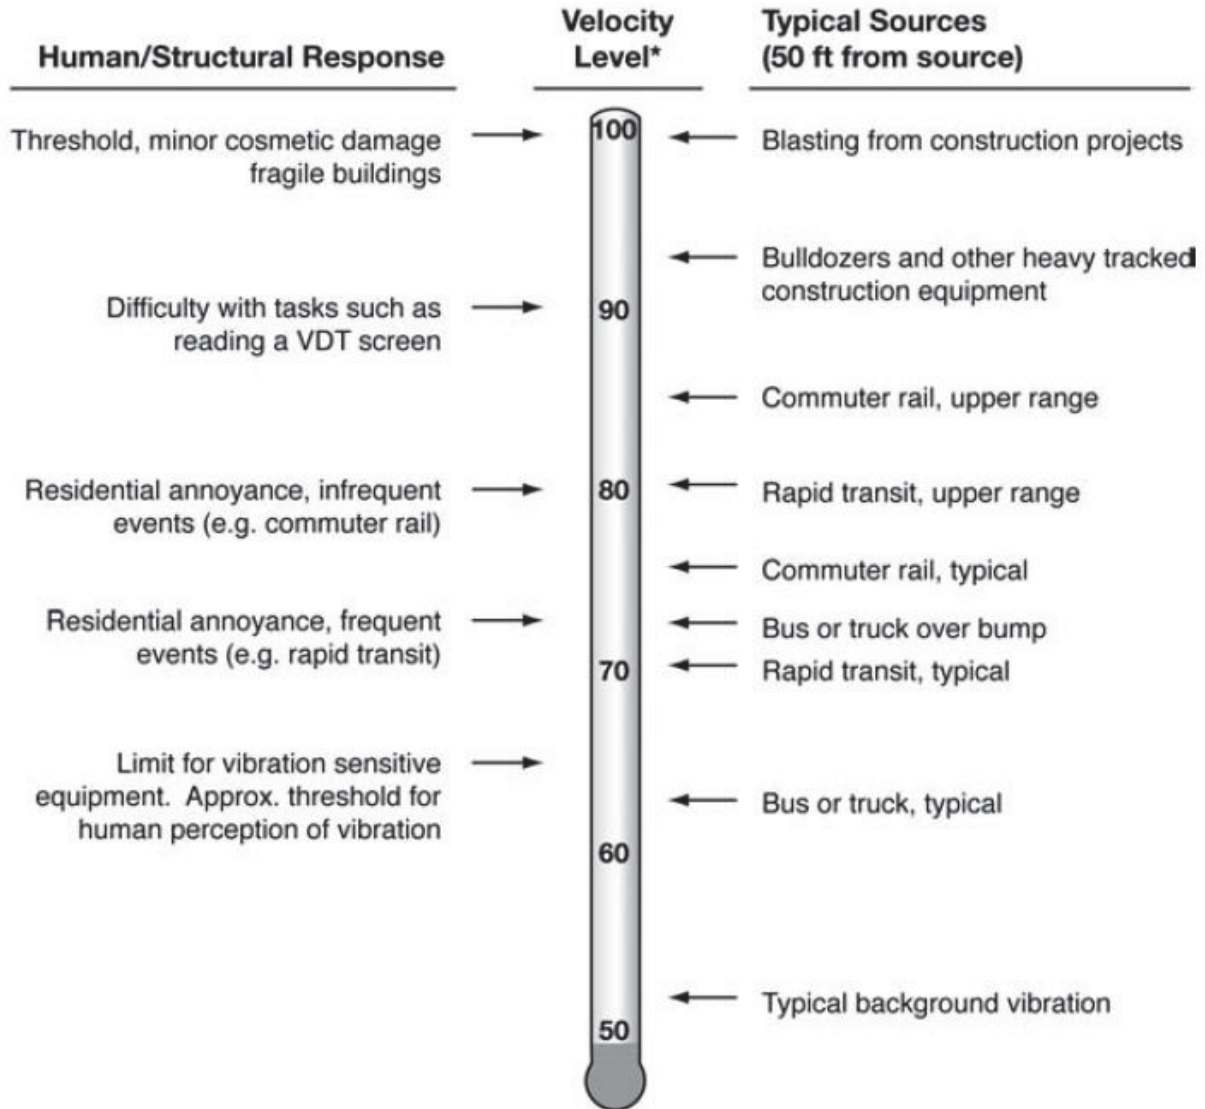 Human/Structural Response
Velocity
Level*
Typical Sources
(50 ft from source)
Threshold, minor cosmetic damage
fragile buildings
100
Blasting from construction projects
Bulldozers and other heavy tracked
construction equipment
Difficulty with tasks such as
reading a VDT screen
90
Commuter rail, upper range
Residential annoyance, infrequent
events (e.g. commuter rail)
80
Rapid transit, upper range
Commuter rail, typical
Residential annoyance, frequent
events (e.g. rapid transit)
Bus or truck over bump
70
Rapid transit, typical
Limit for vibration sensitive
equipment. Approx. threshold for
human perception of vibration
Bus or truck, typical
60
Typical background vibration
50